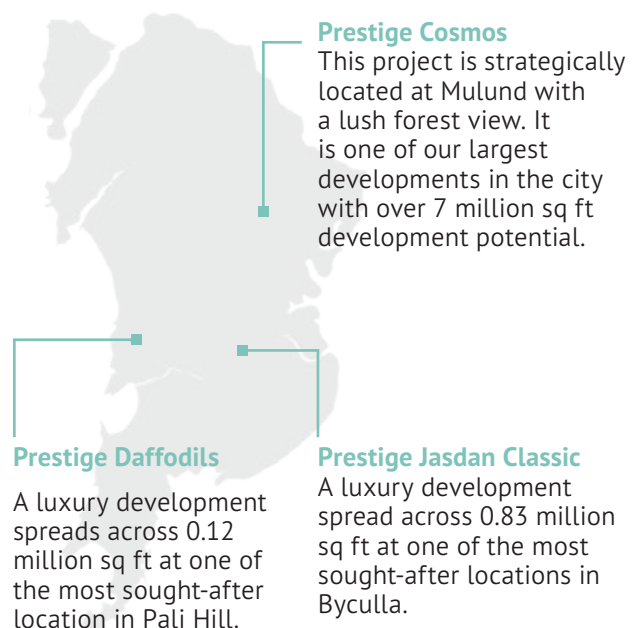 Prestige Cosmos
This project is strategically
located at Mulund with
a lush forest view. It
is one of our largest
developments in the city
with over 7 million sq ft
development potential.
Prestige Daffodils
A luxury development
spreads across 0.12
million sq ft at one of
the most sought-after
location in Pali Hill.
Prestige Jasdan Classic
A luxury development
spread across 0.83 million
sq ft at one of the most
sought-after locations in
Byculla.